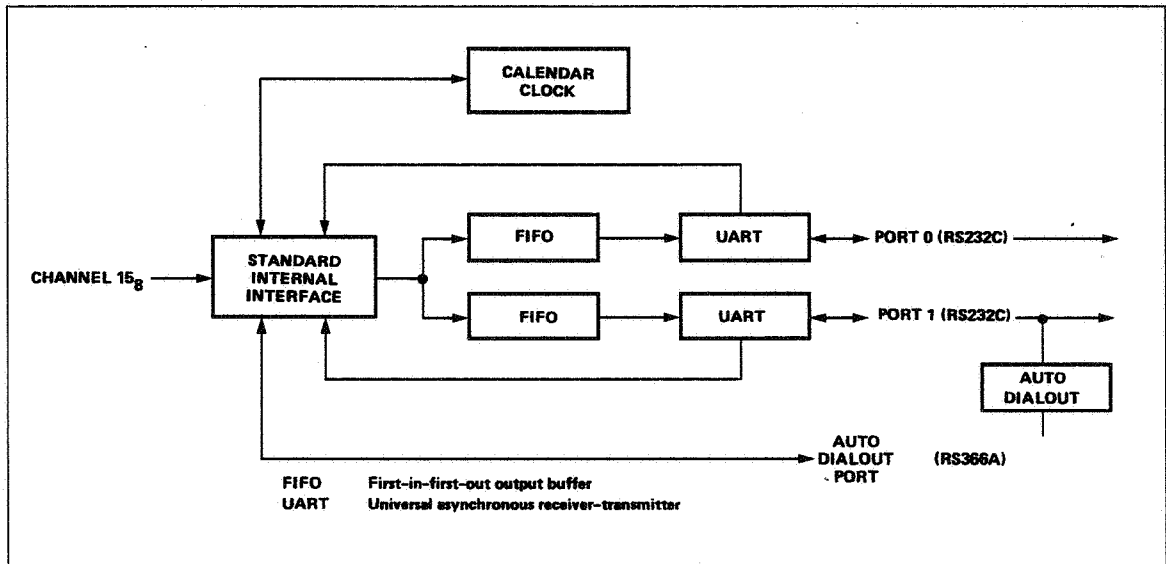 CALENDAR
CLOCK
FIFO
UART
PORT 0 (RS232C)
CHANNEL 15₈
STANDARD
INTERNAL
INTERFACE
FIFO
UART
PORT 1 (RS232C)
AUTO
DIALOUT
AUTO
DIALOUT
PORT
(RS366A)
FIFO First-in-first-out output buffer
UART Universal asynchronous receiver-transmitter